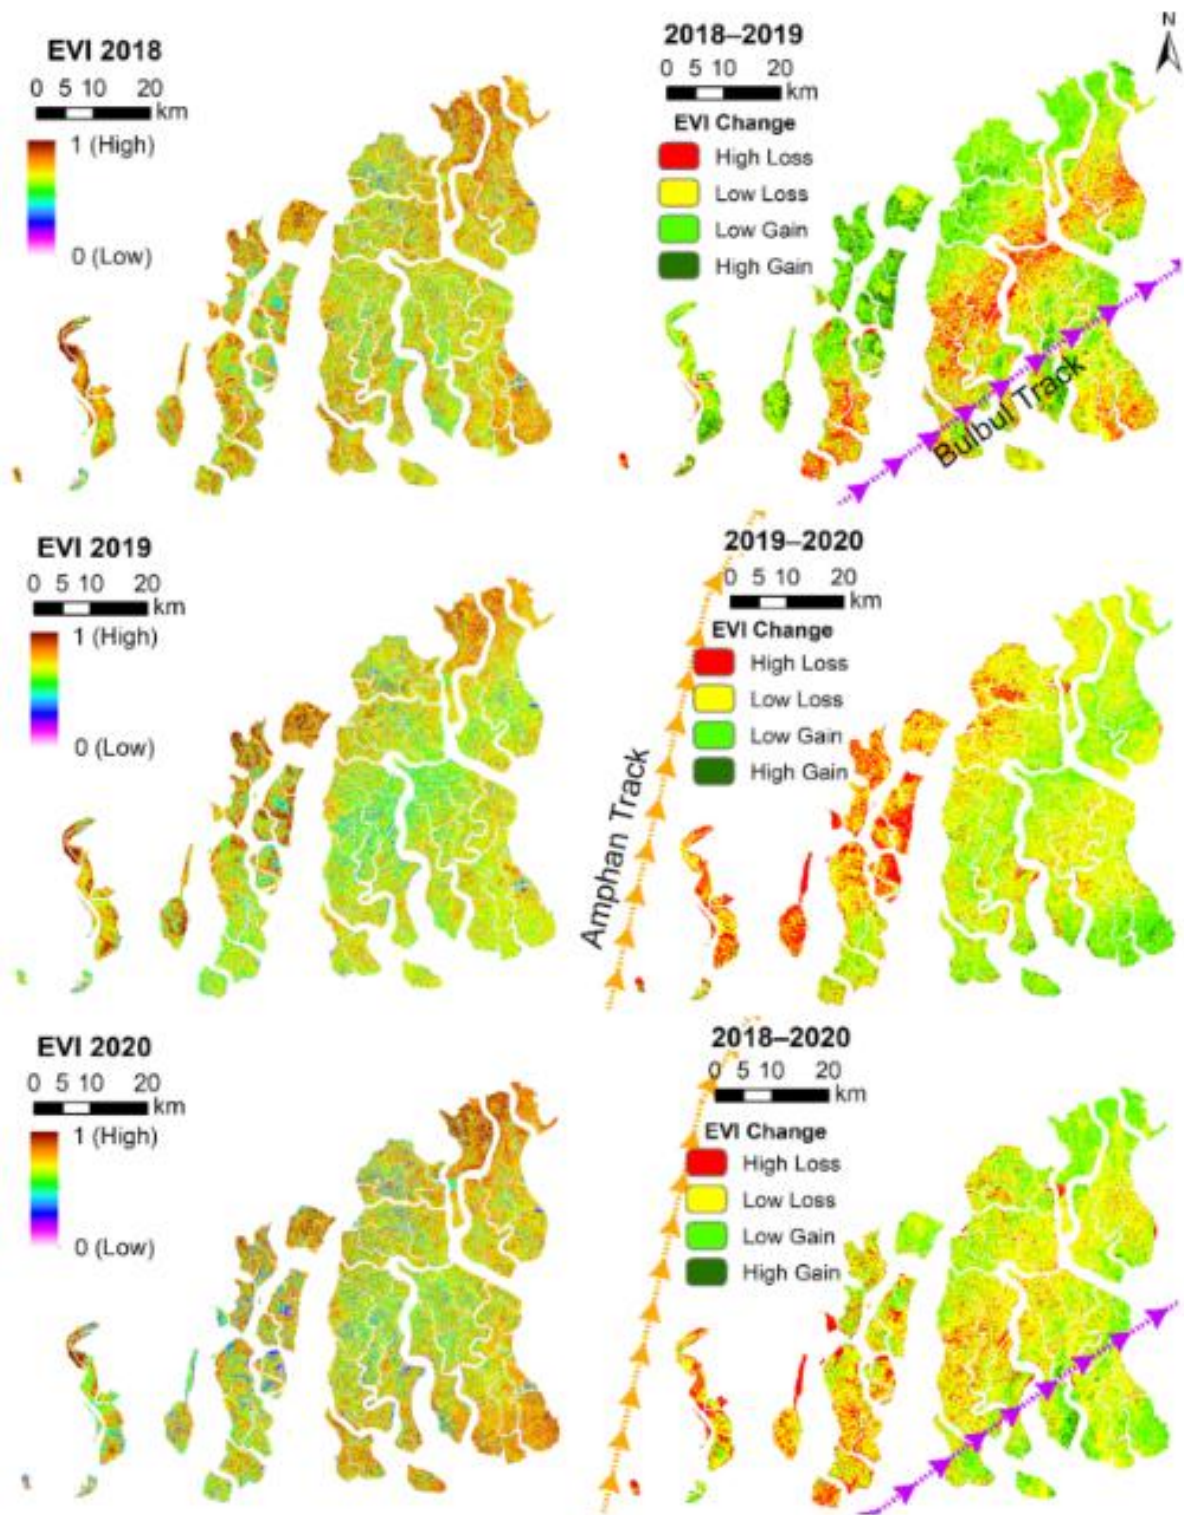 EVI 2018
0 5 10 20
km
1 (High)
0 (Low)
2018–2019
0 5 10 20
km
EVI Change
High Loss
Low Loss
Low Gain
High Gain
N
Bulbul Track
EVI 2019
0 5 10 20
km
1 (High)
0 (Low)
2019–2020
0 5 10 20
km
EVI Change
High Loss
Low Loss
Low Gain
High Gain
Amphan Track
EVI 2020
0 5 10 20
km
1 (High)
0 (Low)
2018–2020
0 5 10 20
km
EVI Change
High Loss
Low Loss
Low Gain
High Gain